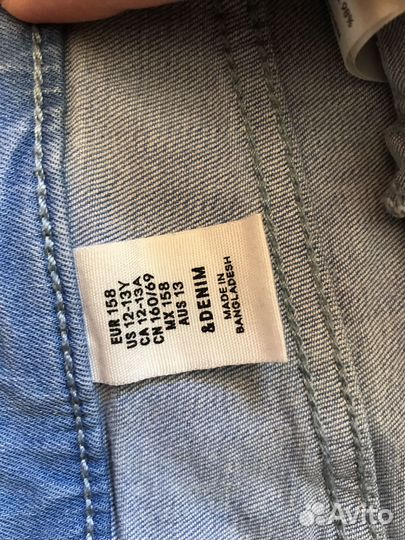 EUR 158
US 12-13Y
CA 12-13A
CN 160/69
MX 158
AUS 13
&DENIM
MADE IN
BANGLADESH
98%
Avito